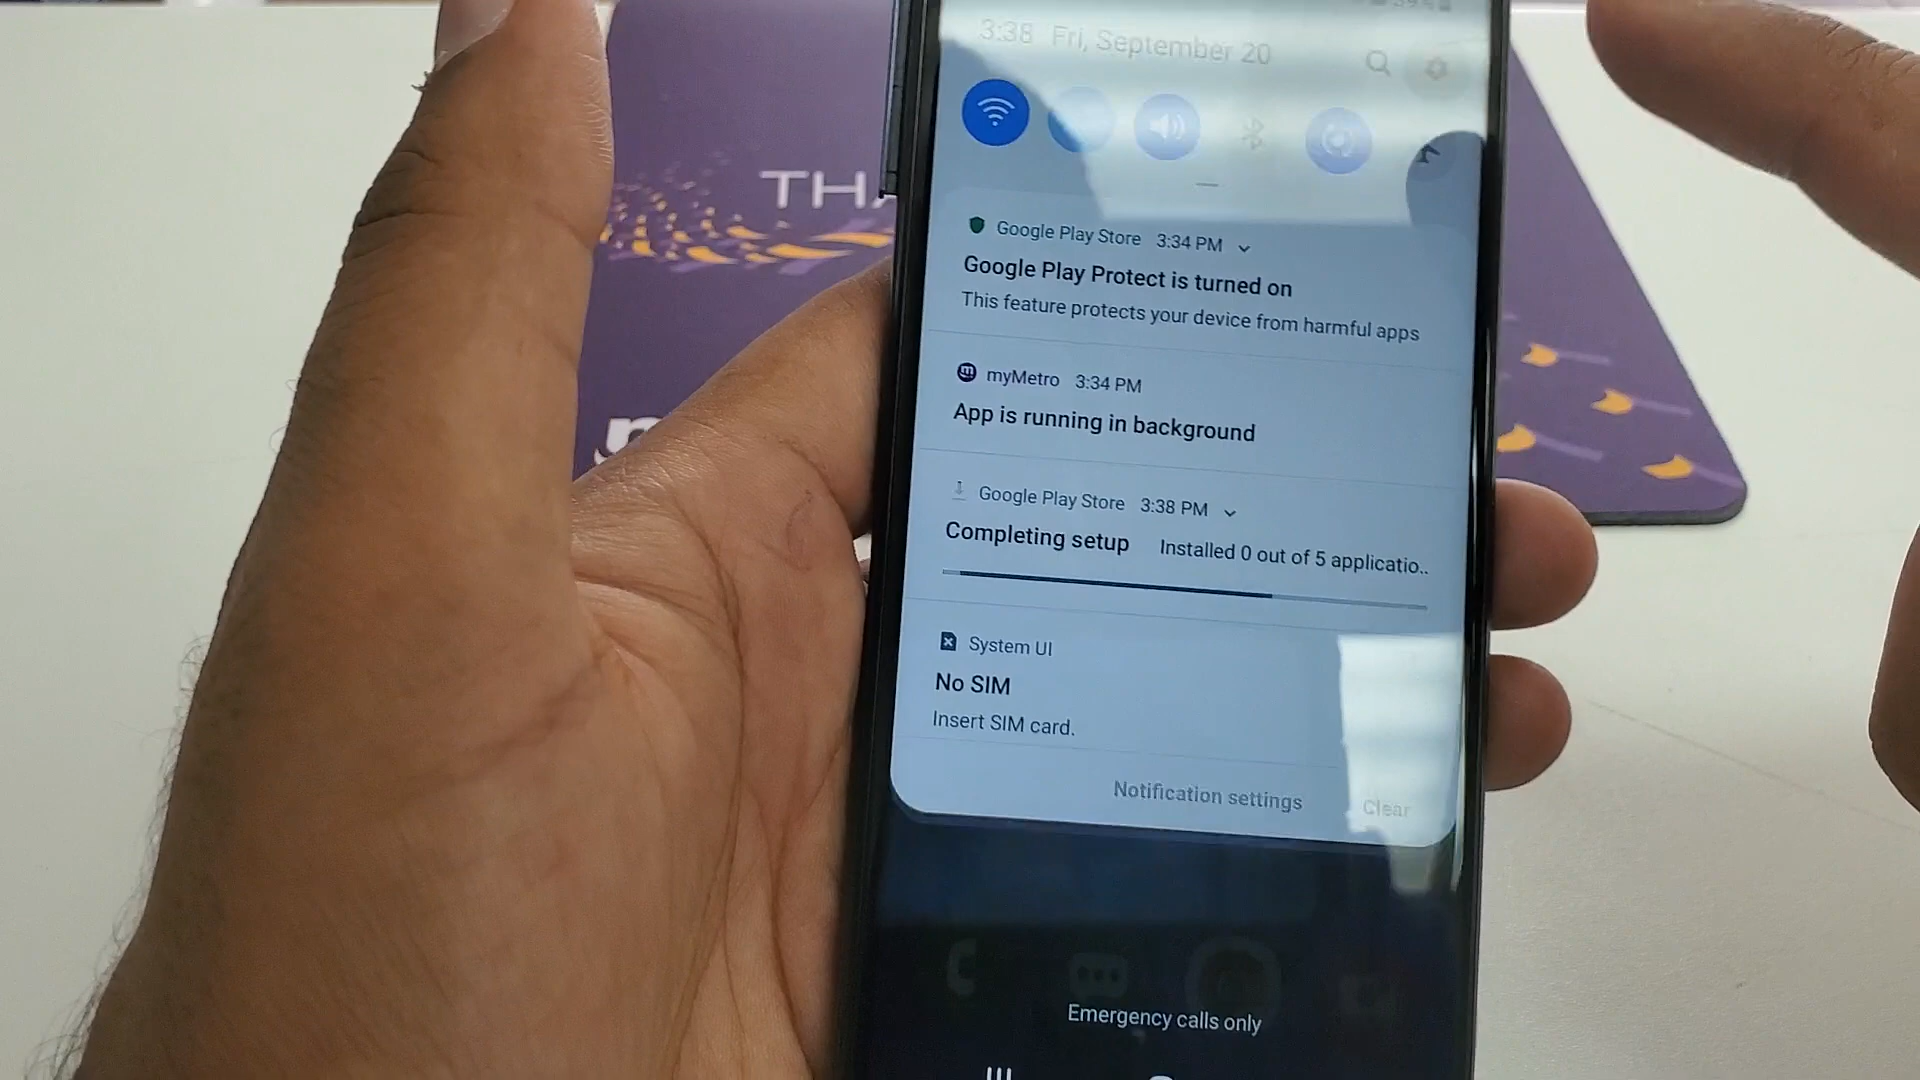 3:38 Fri, September 20
Google Play Store 3:34 PM
Google Play Protect is turned on
This feature protects your device from harmful apps
myMetro 3:34 PM
App is running in background
Google Play Store 3:38 PM
Completing setup Installed 0 out of 5 applicatio..
System UI
No SIM
Insert SIM card.
Notification settings Clear
Emergency calls only
THA